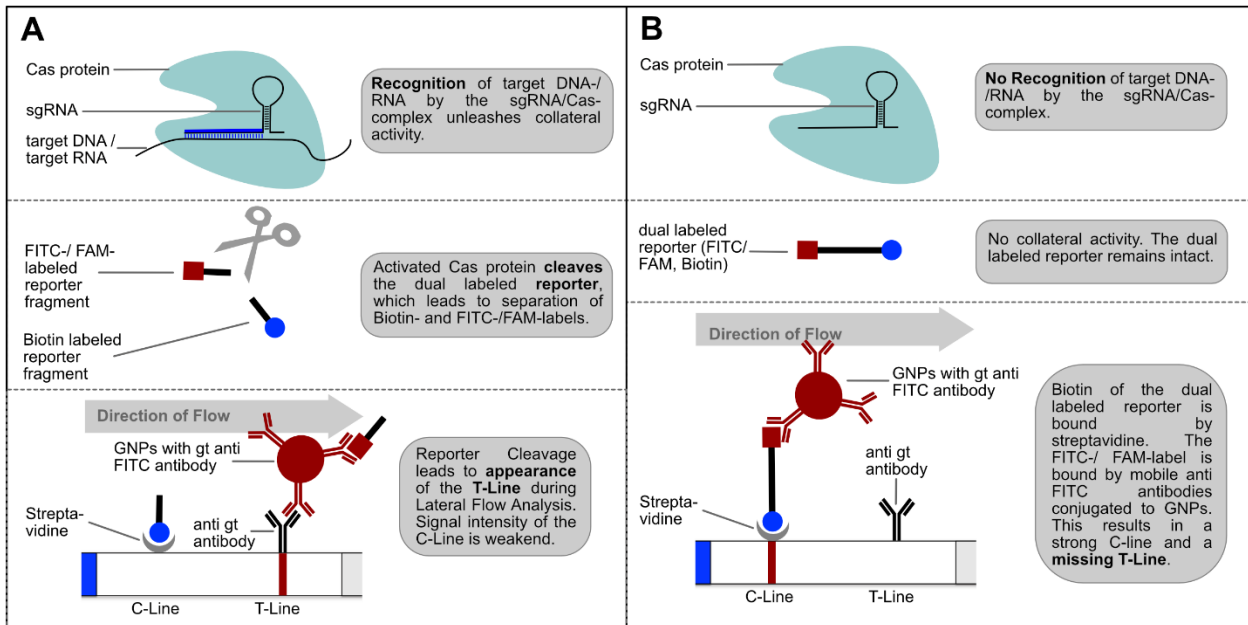 A
Cas protein
sgRNA
target DNA /
target RNA
Recognition of target DNA-/
RNA by the sgRNA/Cas-
complex unleashes collateral
activity.
FITC-/ FAM-
labeled
reporter
fragment
Biotin labeled
reporter
fragment
Activated Cas protein cleaves
the dual labeled reporter,
which leads to separation of
Biotin- and FITC-/FAM-labels.
Direction of Flow
GNPs with gt anti
FITC antibody
Strepta-
vidine
anti gt
antibody
C-Line
T-Line
Reporter Cleavage
leads to appearance
of the T-Line during
Lateral Flow Analysis.
Signal intensity of the
C-Line is weakend.
B
Cas protein
sgRNA
No Recognition of target DNA-
/RNA by the sgRNA/Cas-
complex.
dual labeled
reporter (FITC/
FAM, Biotin)
No collateral activity. The dual
labeled reporter remains intact.
Direction of Flow
GNPs with gt anti
FITC antibody
anti gt
antibody
Strepta-
vidine
C-Line
T-Line
Biotin of the dual
labeled reporter is
bound by
streptavidine. The
FITC-/ FAM-label is
bound by mobile anti
FITC antibodies
conjugated to GNPs.
This results in a
strong C-line and a
missing T-Line.